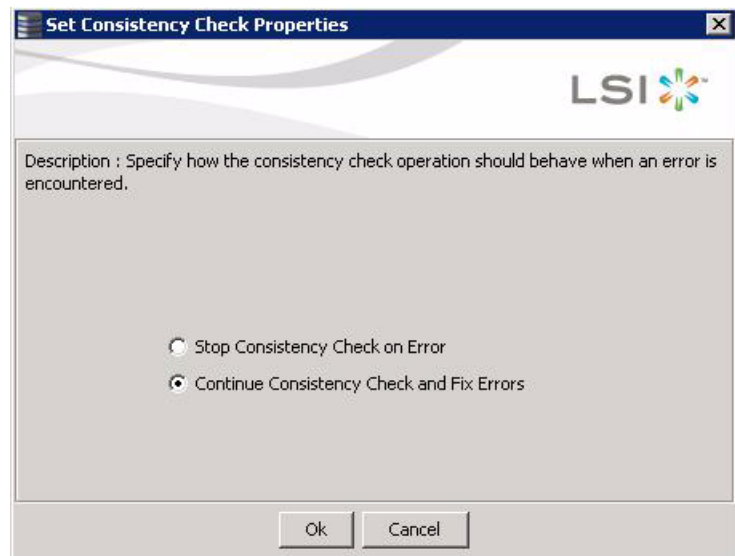 Set Consistency Check Properties
LSI
Description : Specify how the consistency check operation should behave when an error is
encountered.
Stop Consistency Check on Error
Continue Consistency Check and Fix Errors
Ok Cancel